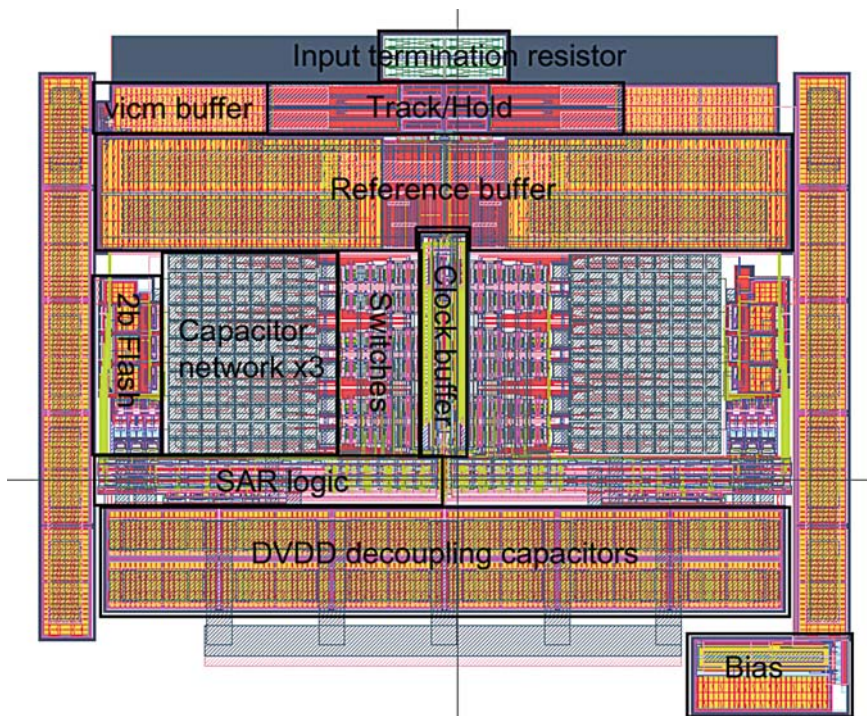 Input termination resistor
vicm buffer
Track/Hold
Reference buffer
2b Flash
Capacitor
network x3
Switches
Clock buffer
SAR logic
DVDD decoupling capacitors
Bias